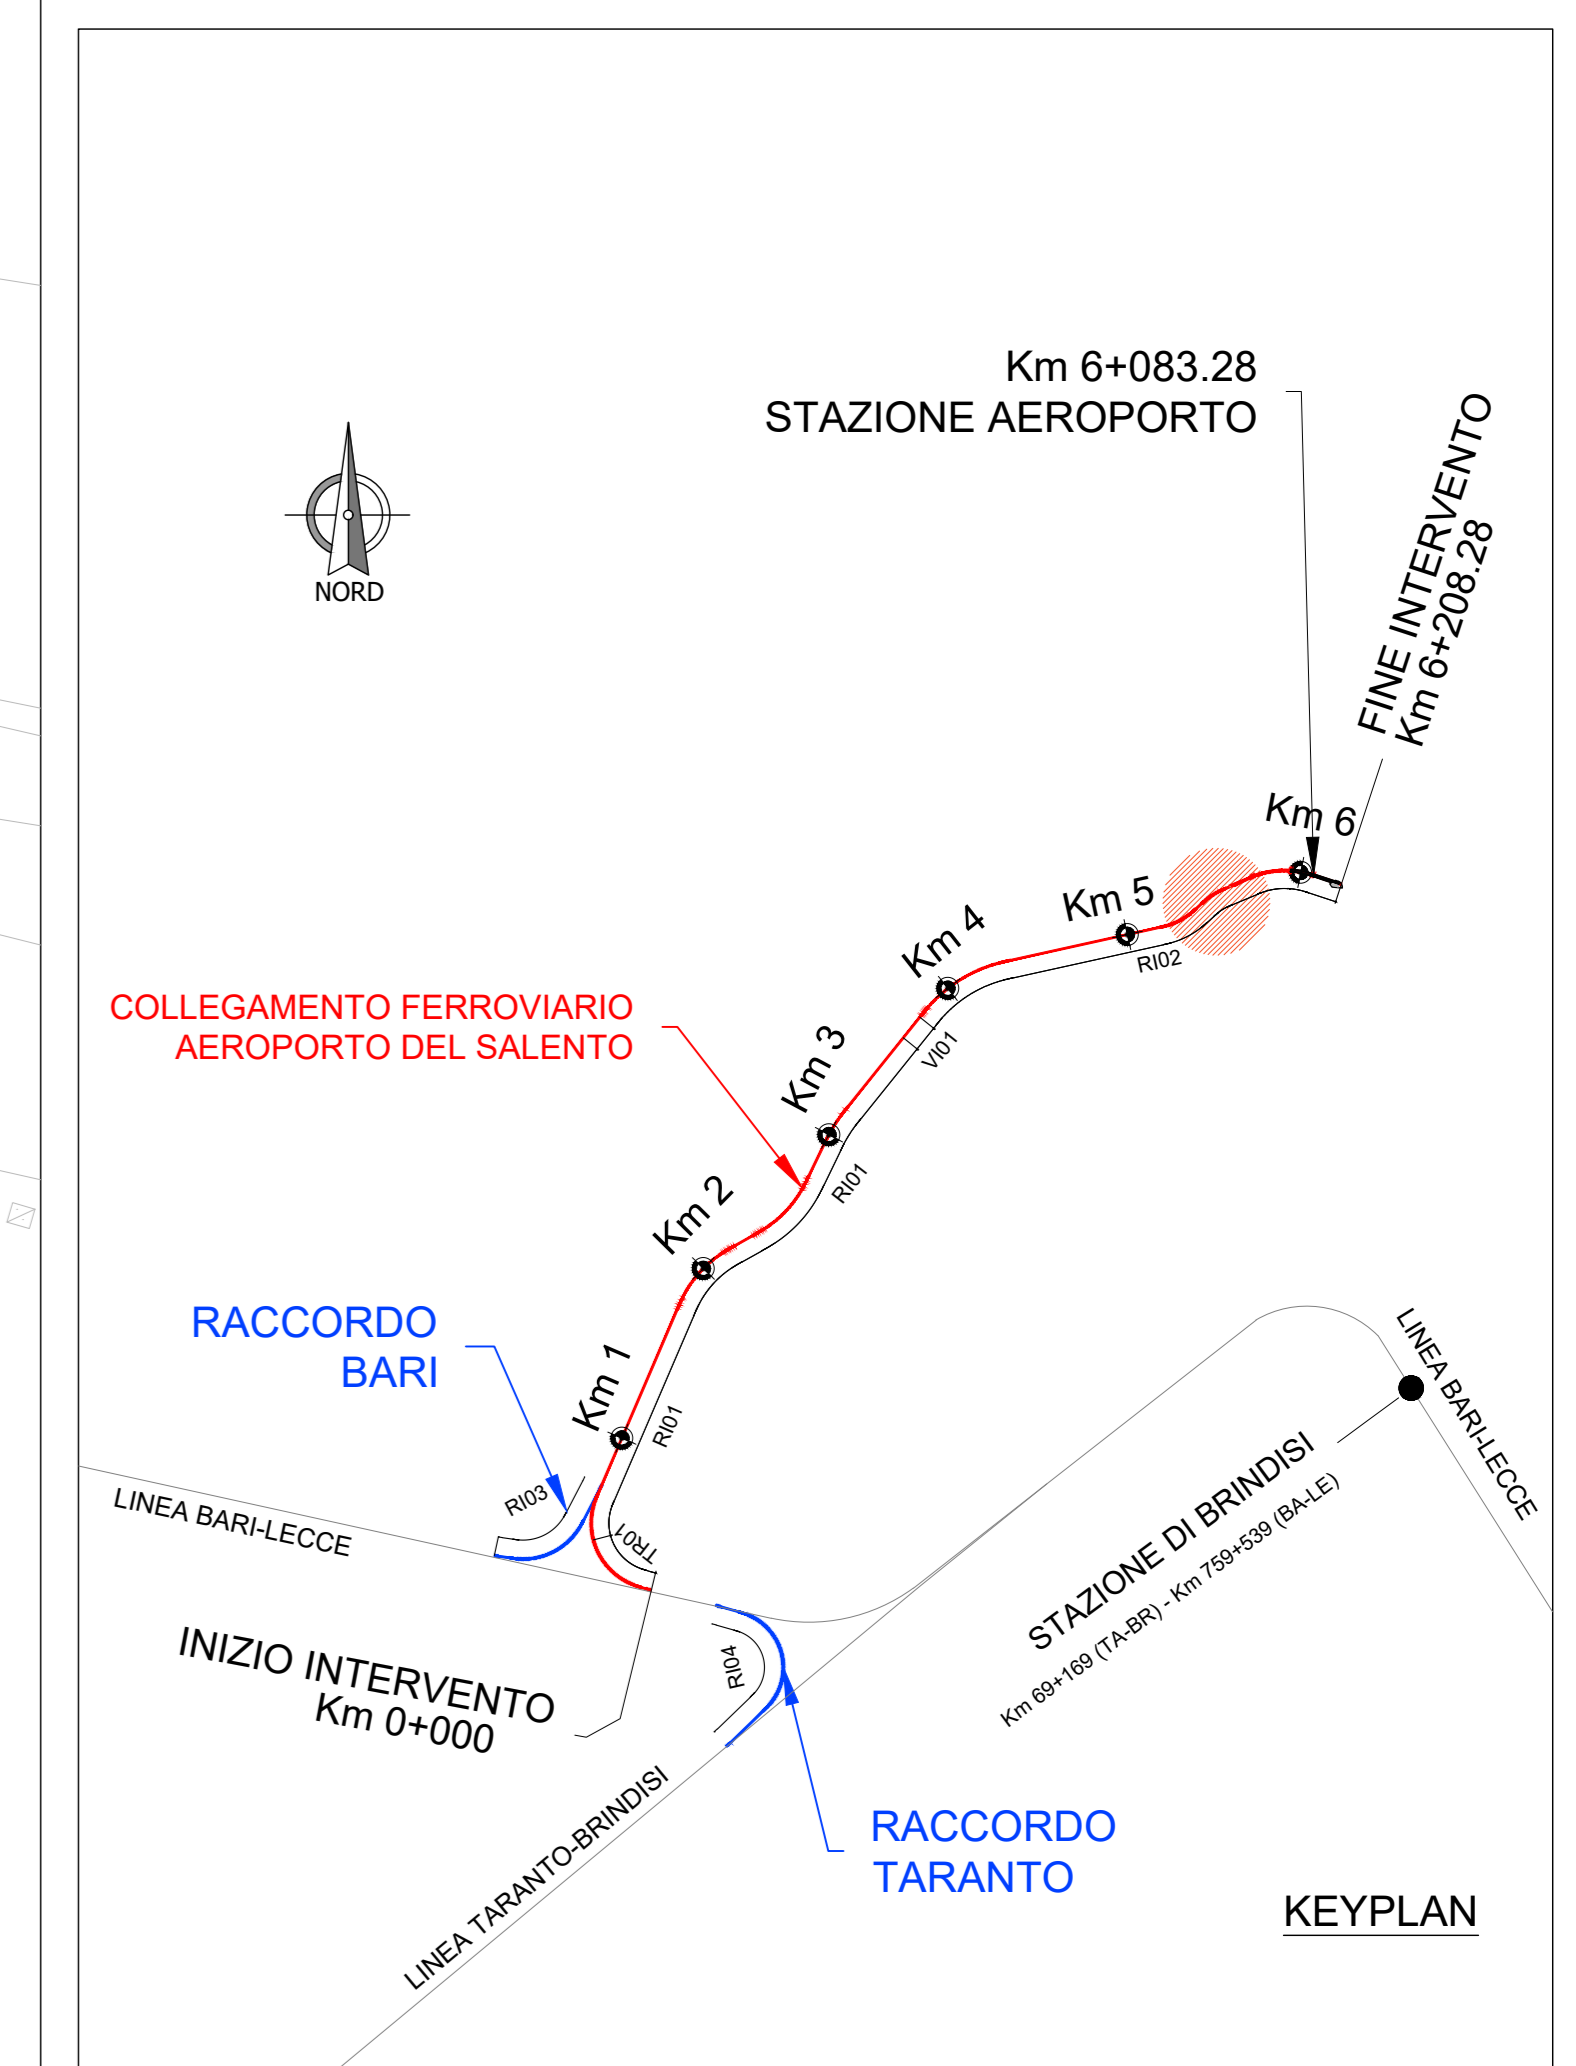 Km 6+083.28
STAZIONE AEROPORTO
FINE INTERVENTO
Km 6+208.28
NORD
Km 6
Km 5
RI02
Km 4
VI01
COLLEGAMENTO FERROVIARIO
AEROPORTO DEL SALENTO
Km 3
RI01
Km 2
RACCORDO
BARI
Km 1
RI01
RI03
TR01
LINEA BARI-LECCE
LINEA BARI-LECCE
STAZIONE DI BRINDISI
Km 69+169 (TA-BR) - Km 759+539 (BA-LE)
INIZIO INTERVENTO
Km 0+000
RI04
LINEA TARANTO-BRINDISI
RACCORDO
TARANTO
KEYPLAN